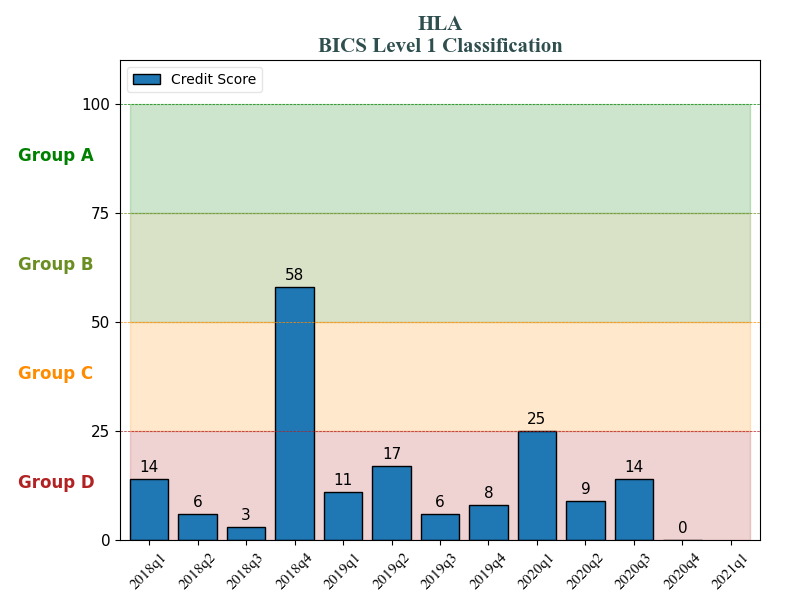 HLA
BICS Level 1 Classification
Credit Score
100
Group A
75
Group B
58
50
Group C
25
25
Group D
14
6
3
11
17
6
8
9
14
0
0
2018q1 2018q2 2018q3 2018q4 2019q1 2019q2 2019q3 2019q4 2020q1 2020q2 2020q3 2020q4 2021q1